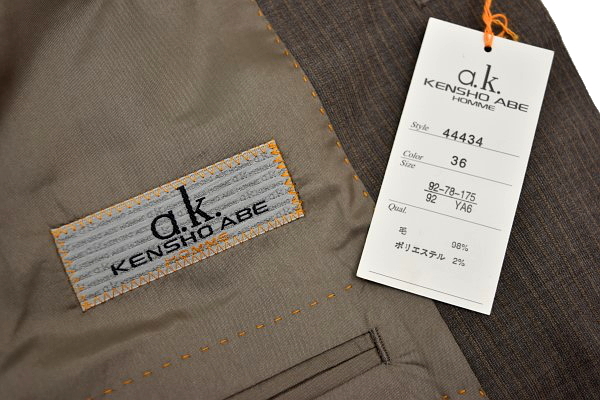 a.k.
KENSHO ABE
HOMME
a.k.
KENSHO ABE
HOMME
Style 44434
Color 36
Size
92-78-175
92 YA6
Qual.
毛 98%
ポリエステル 2%